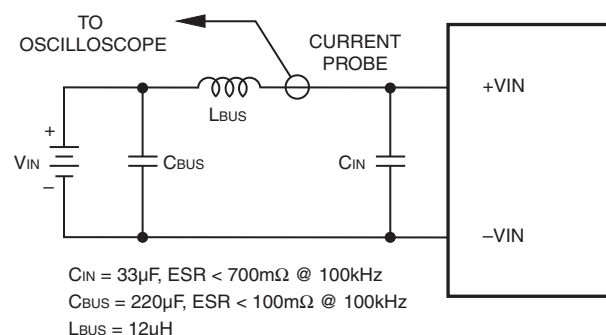 TO
OSCILLOSCOPE
CURRENT
PROBE
+VIN
LBUS
+
VIN
CBUS
CIN
−
−VIN
CIN = 33µF, ESR < 700mΩ @ 100kHz
CBUS = 220µF, ESR < 100mΩ @ 100kHz
LBUS = 12µH